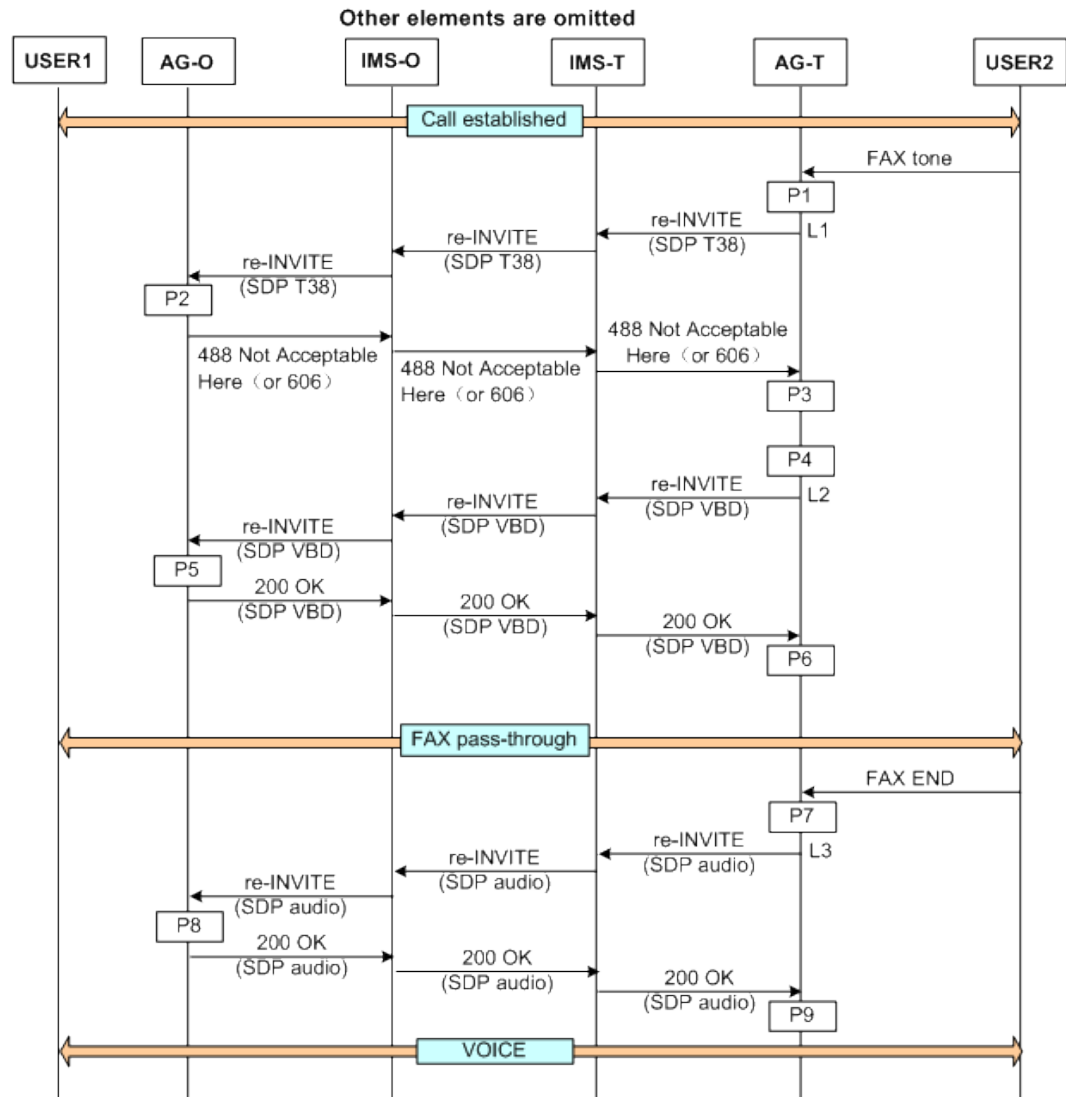 Other elements are omitted
USER1 AG-O IMS-O IMS-T AG-T USER2
Call established
FAX tone
P1
re-INVITE
(SDP T38)
L1
re-INVITE
(SDP T38)
re-INVITE
(SDP T38)
P2
488 Not Acceptable
Here（or 606）
488 Not Acceptable
Here（or 606）
488 Not Acceptable
Here（or 606）
P3
P4
re-INVITE
(SDP VBD)
L2
re-INVITE
(SDP VBD)
re-INVITE
(SDP VBD)
P5
200 OK
(SDP VBD)
200 OK
(SDP VBD)
200 OK
(SDP VBD)
P6
FAX pass-through
FAX END
P7
re-INVITE
(SDP audio)
L3
re-INVITE
(SDP audio)
re-INVITE
(SDP audio)
P8
200 OK
(SDP audio)
200 OK
(SDP audio)
200 OK
(SDP audio)
P9
VOICE